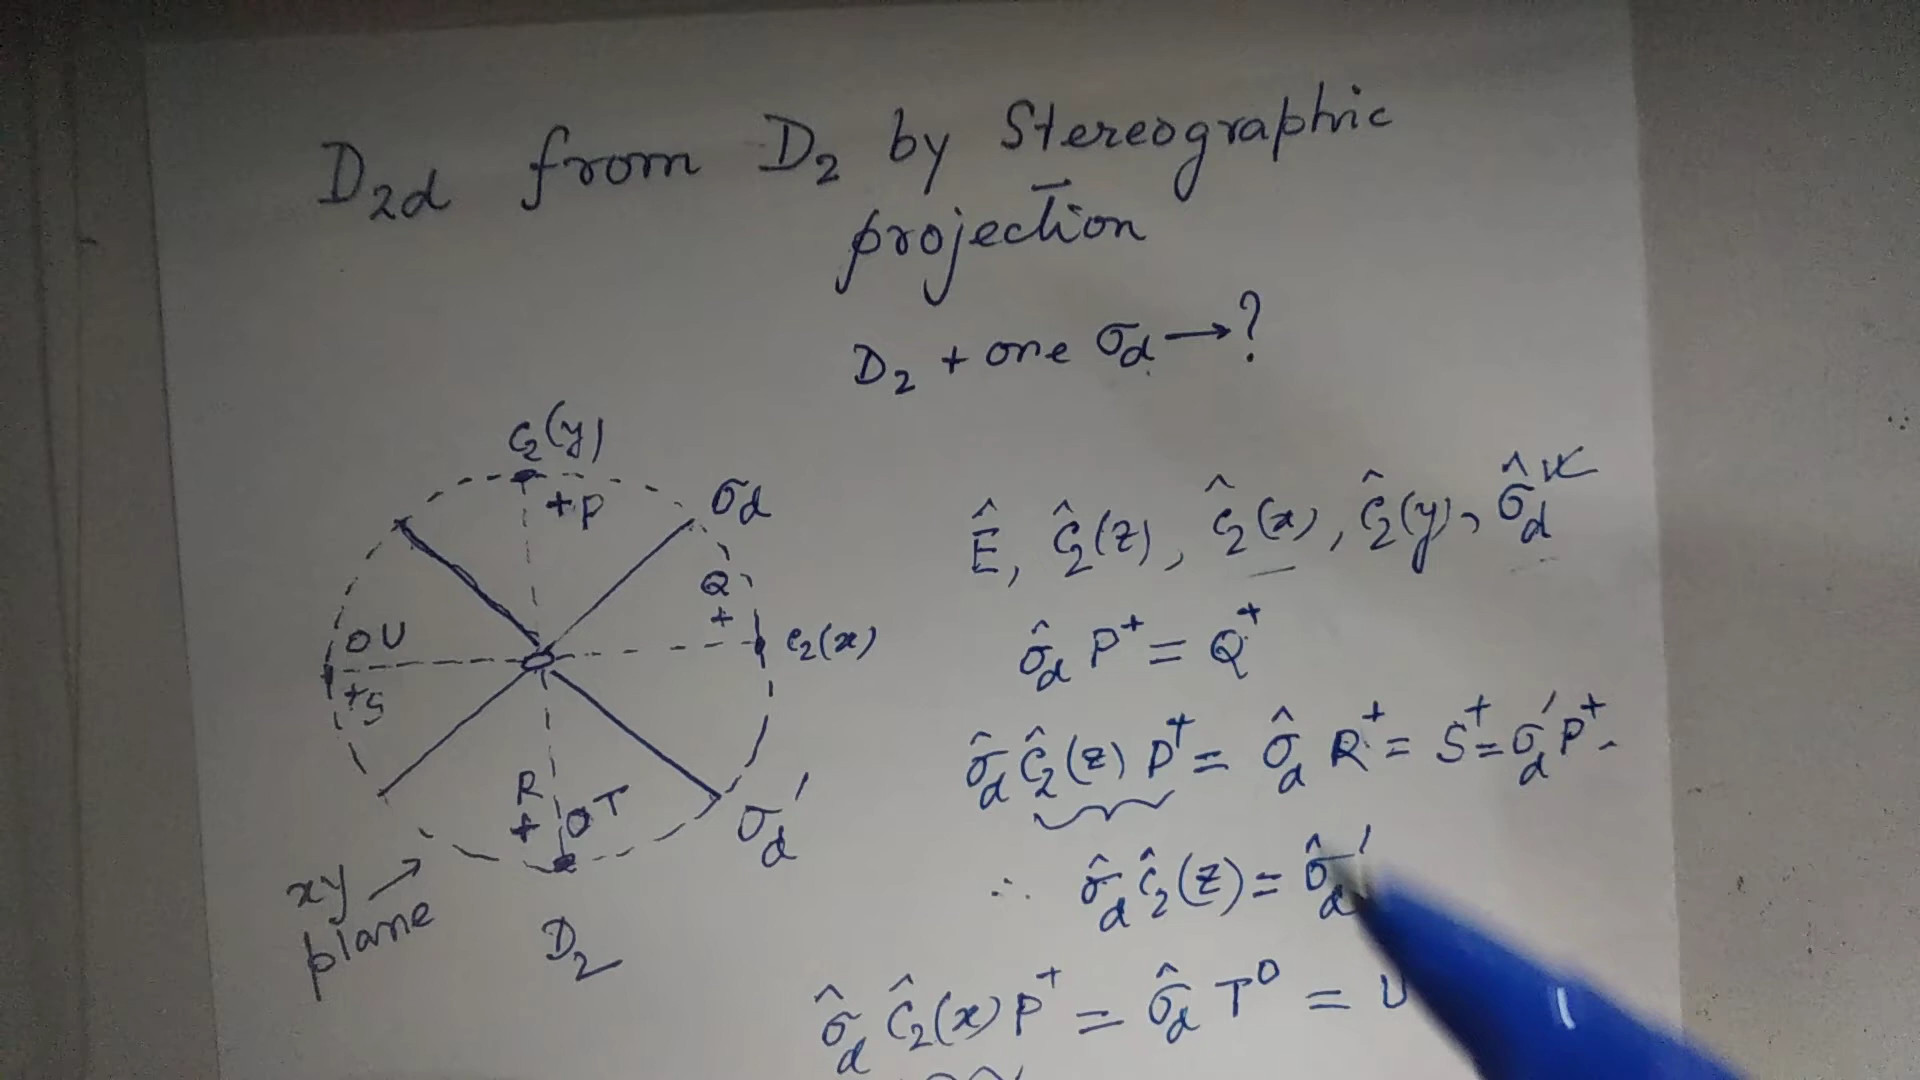 D₂d from D₂ by Stereographic
projection
D₂ + one σd → ?
C₂(y)
+P
σd
Q
+
C₂(x)
O U
+S
R
+ O T
σd′
xy
plane
D₂
Ê, Ĉ₂(z), Ĉ₂(x), Ĉ₂(y), σ̂d
σ̂d P⁺ = Q⁺
σ̂d Ĉ₂(z) P⁺ = σ̂d R⁺ = S⁺ = σd′ P⁺
∴ σ̂d Ĉ₂(z) = σ̂d′
σ̂d Ĉ₂(x) P⁺ = σ̂d T⁰ = U